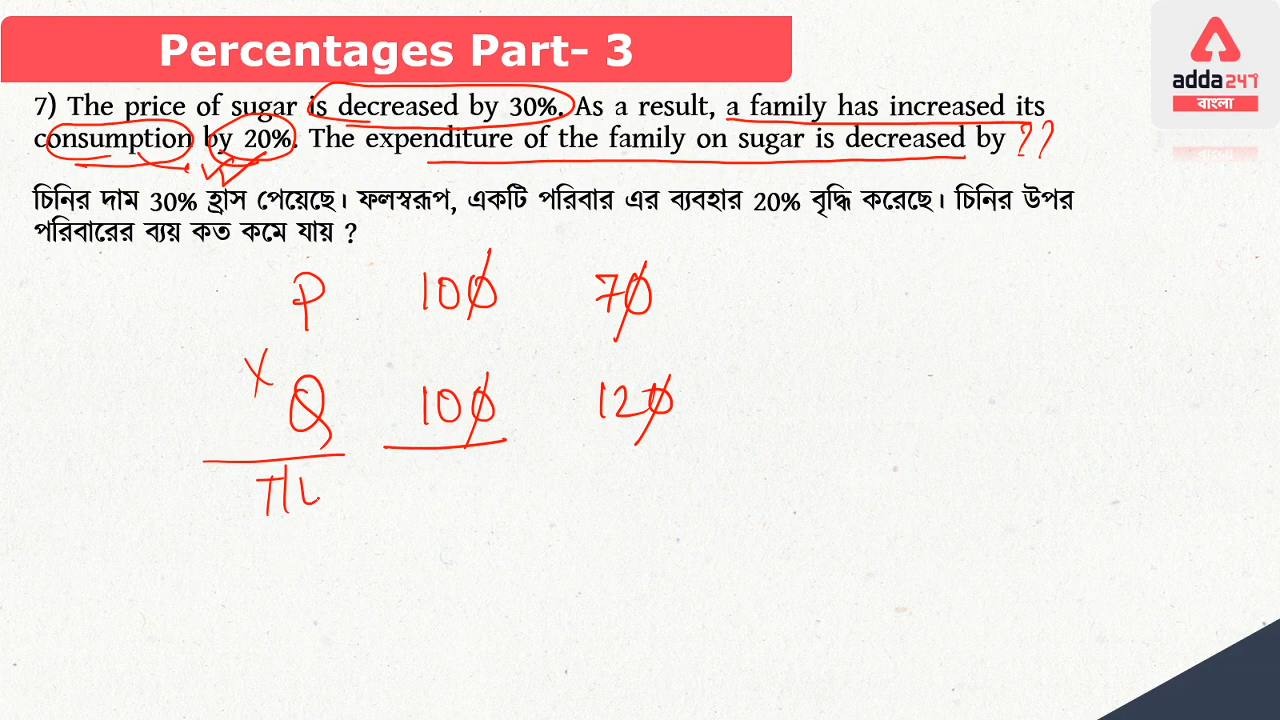 Percentages Part- 3
adda247
বাংলা
7) The price of sugar is decreased by 30%. As a result, a family has increased its
consumption by 20%. The expenditure of the family on sugar is decreased by ??
চিনির দাম 30% হ্রাস পেয়েছে। ফলস্বরূপ, একটি পরিবার এর ব্যবহার 20% বৃদ্ধি করেছে। চিনির উপর
পরিবারের ব্যয় কত কমে যায় ?
P 100 70
X Q 100 120